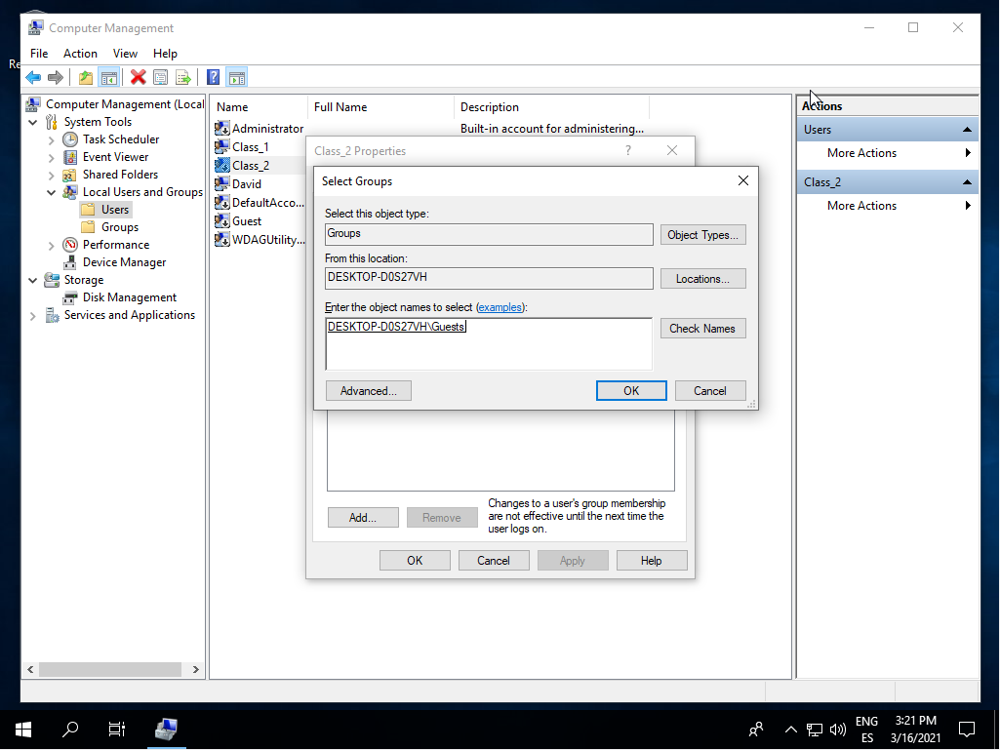 Re
Computer Management
File Action View Help
Computer Management (Local
System Tools
Task Scheduler
Event Viewer
Shared Folders
Local Users and Groups
Users
Groups
Performance
Device Manager
Storage
Disk Management
Services and Applications
Name Full Name Description
Administrator Built-in account for administering...
Class_1
Class_2
David
DefaultAcco...
Guest
WDAGUtility...
Actions
Users
More Actions
Class_2
More Actions
Class_2 Properties ?
Select Groups
Select this object type:
Groups
Object Types...
From this location:
DESKTOP-D0S27VH
Locations...
Enter the object names to select (examples):
DESKTOP-D0S27VH\Guests
Check Names
Advanced... OK Cancel
Add... Remove
Changes to a user's group membership
are not effective until the next time the
user logs on.
OK Cancel Apply Help
ENG
ES
3:21 PM
3/16/2021